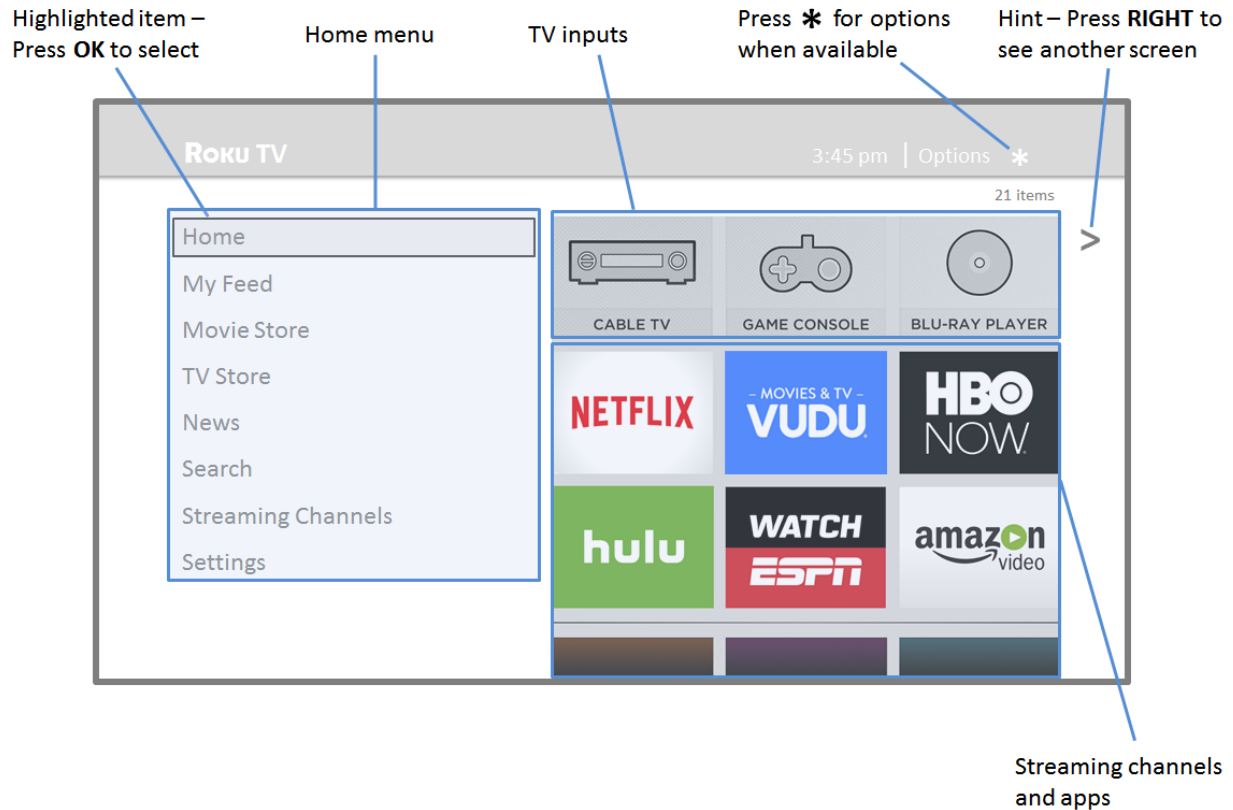 Highlighted item –
Press OK to select
Home menu
TV inputs
Press * for options
when available
Hint – Press RIGHT to
see another screen
ROKU TV
3:45 pm | Options *
21 items
Home
>
My Feed
Movie Store
TV Store
News
Search
Streaming Channels
Settings
CABLE TV
GAME CONSOLE
BLU-RAY PLAYER
NETFLIX
– MOVIES & TV –
VUDU
HBO
NOW.
hulu
WATCH
ESPN
amazon
video
Streaming channels
and apps